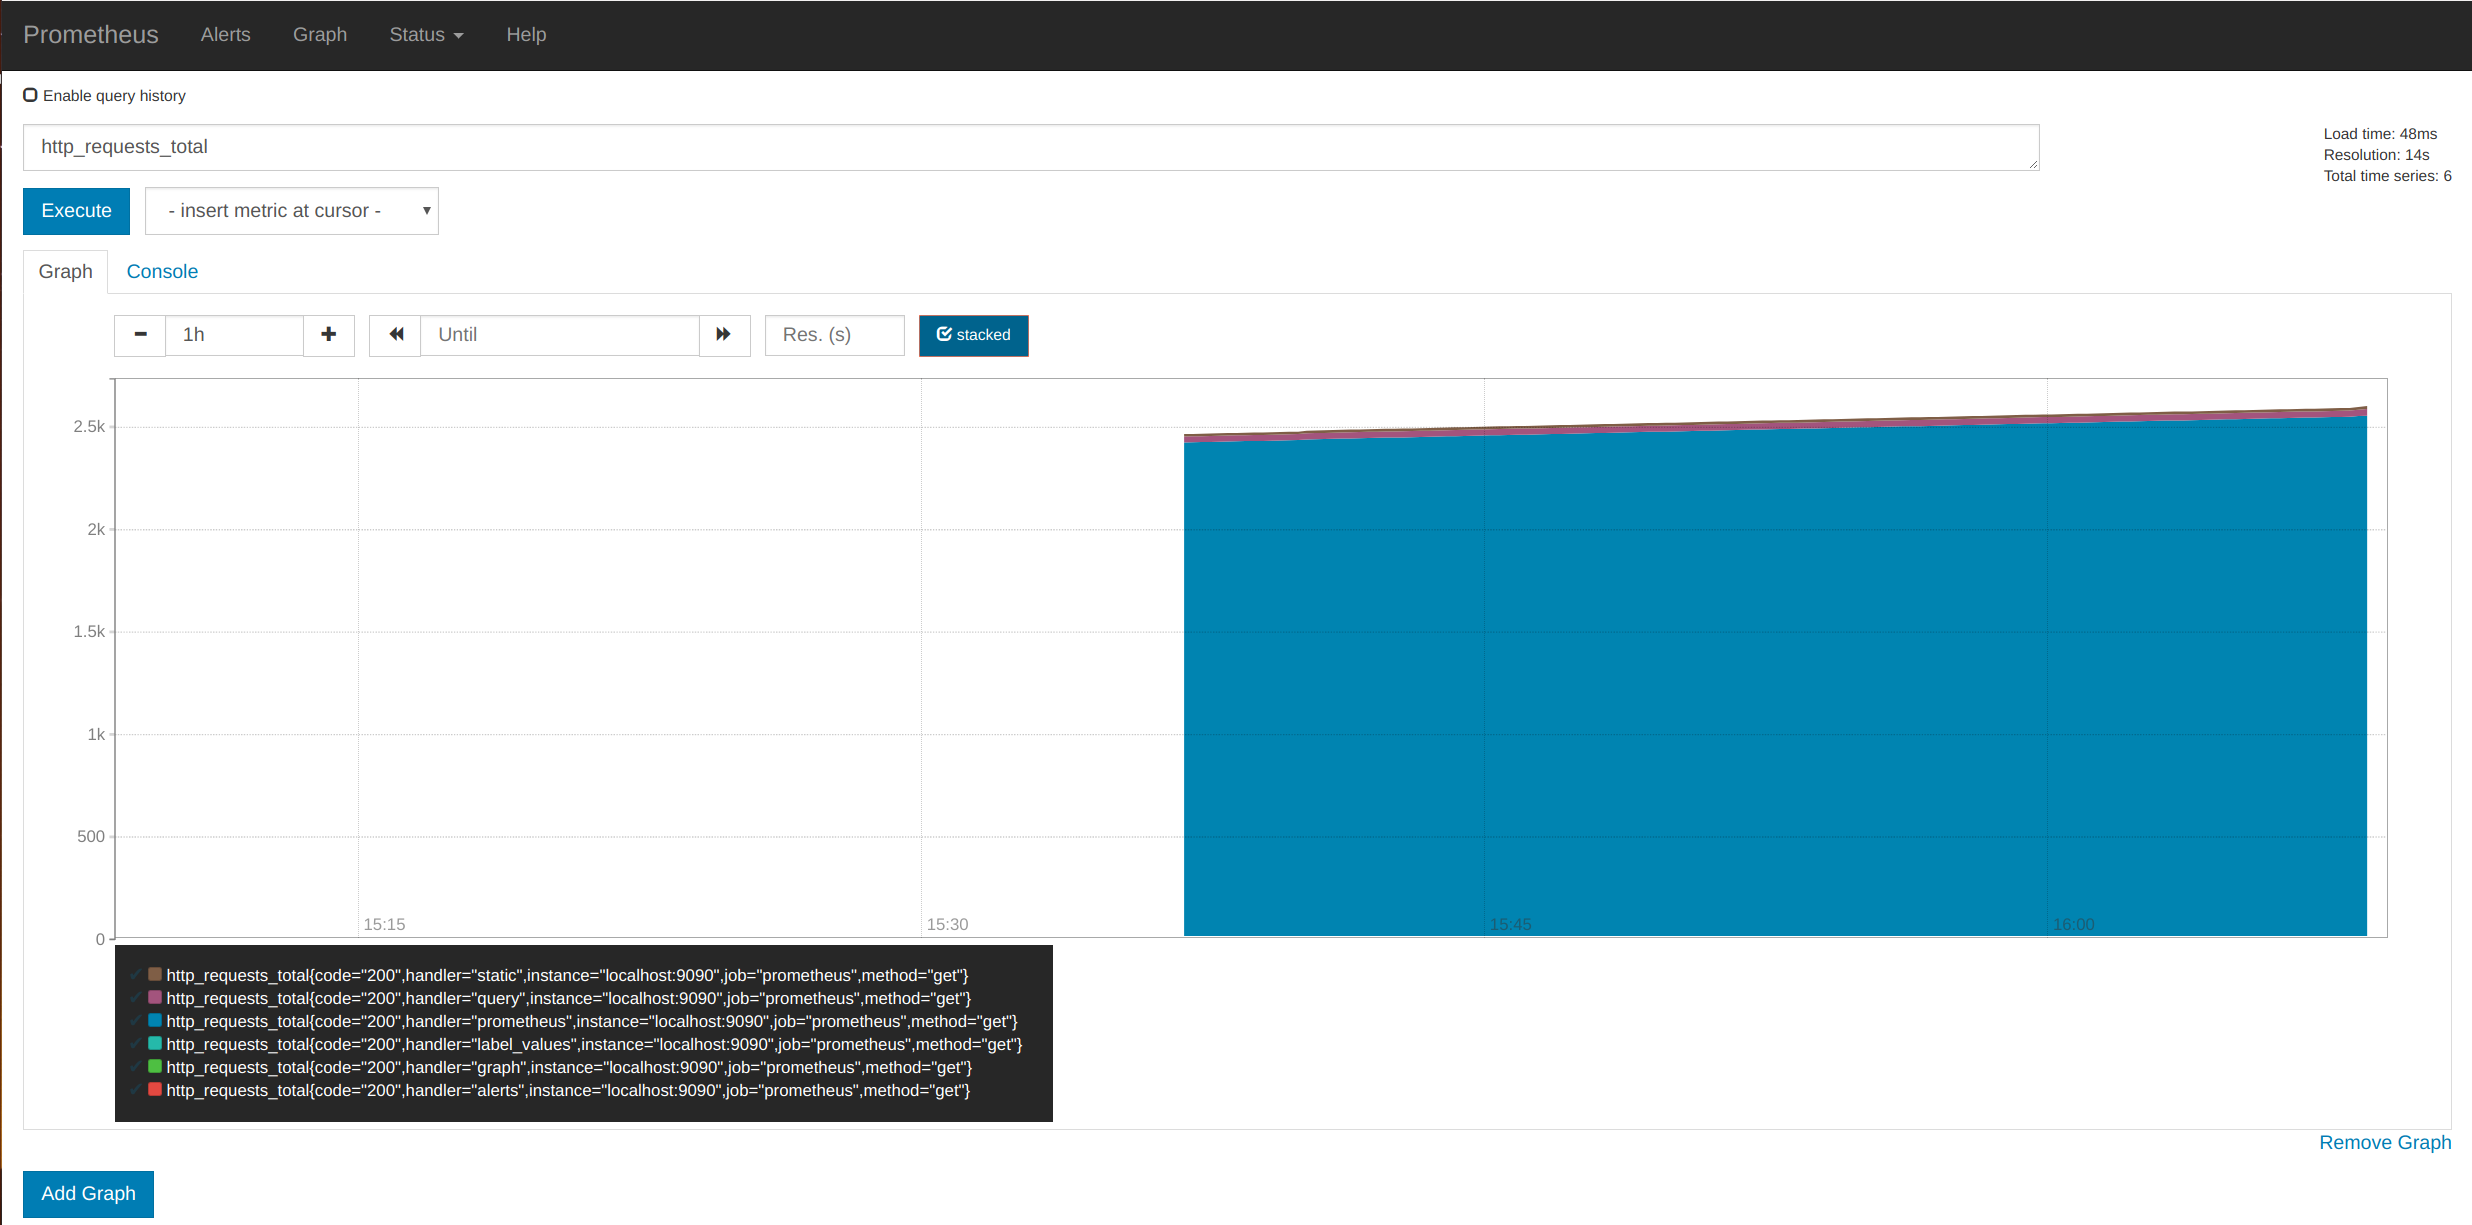 Prometheus Alerts Graph Status Help
Enable query history
http_requests_total
Load time: 48ms
Resolution: 14s
Total time series: 6
Execute - insert metric at cursor -
Graph Console
1h Until Res. (s) stacked
2.5k
2k
1.5k
1k
500
0
15:15 15:30 15:45 16:00
http_requests_total{code="200",handler="static",instance="localhost:9090",job="prometheus",method="get"}
http_requests_total{code="200",handler="query",instance="localhost:9090",job="prometheus",method="get"}
http_requests_total{code="200",handler="prometheus",instance="localhost:9090",job="prometheus",method="get"}
http_requests_total{code="200",handler="label_values",instance="localhost:9090",job="prometheus",method="get"}
http_requests_total{code="200",handler="graph",instance="localhost:9090",job="prometheus",method="get"}
http_requests_total{code="200",handler="alerts",instance="localhost:9090",job="prometheus",method="get"}
Remove Graph
Add Graph